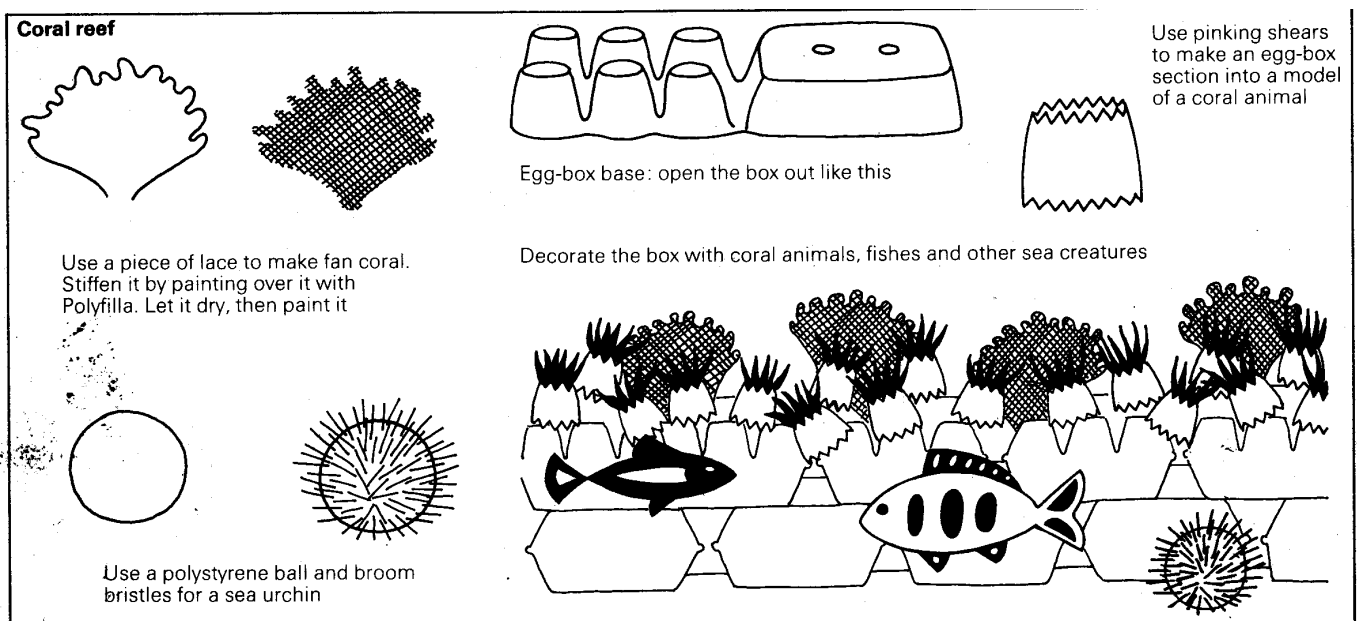 Coral reef
Use a piece of lace to make fan coral.
Stiffen it by painting over it with
Polyfilla. Let it dry, then paint it
Use a polystyrene ball and broom
bristles for a sea urchin
Egg-box base: open the box out like this
Use pinking shears
to make an egg-box
section into a model
of a coral animal
Decorate the box with coral animals, fishes and other sea creatures